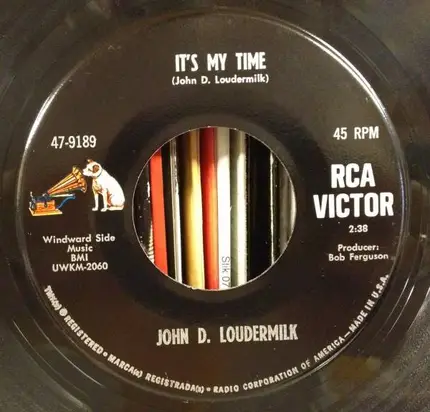 IT'S MY TIME
(John D. Loudermilk)
47-9189
45 RPM
RCA
VICTOR
2:38
Windward Side
Music
BMI
UWKM-2060
Producer:
Bob Ferguson
JOHN D. LOUDERMILK
TMK(s) ® REGISTERED • MARCA(s) REGISTRADA(s) • RADIO CORPORATION OF AMERICA — MADE IN U.S.A.